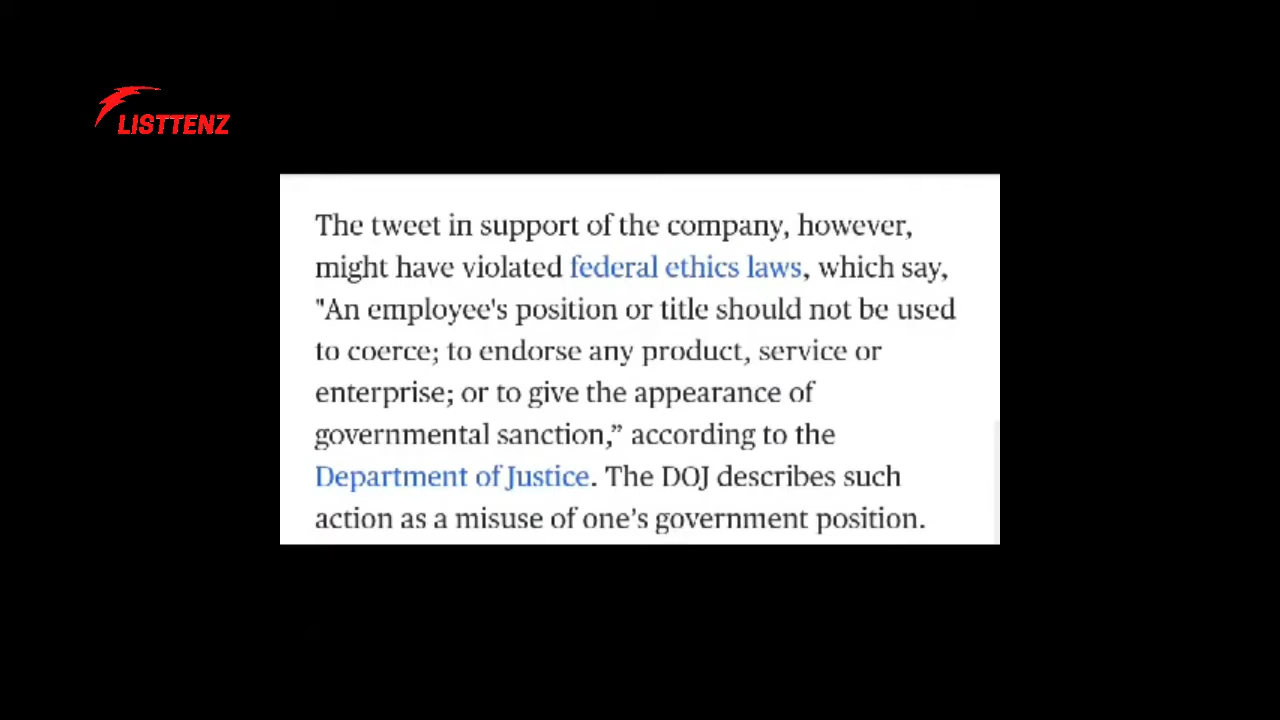 LISTTENZ
The tweet in support of the company, however,
might have violated federal ethics laws, which say,
"An employee's position or title should not be used
to coerce; to endorse any product, service or
enterprise; or to give the appearance of
governmental sanction,” according to the
Department of Justice. The DOJ describes such
action as a misuse of one’s government position.